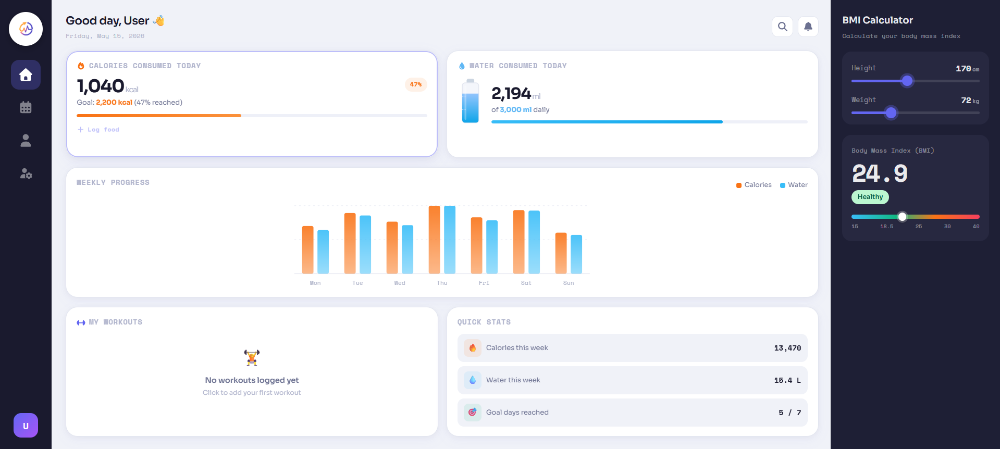 Good day, User 👋
Friday, May 15, 2026
CALORIES CONSUMED TODAY
1,040 kcal
47%
Goal: 2,200 kcal (47% reached)
+ Log food
WATER CONSUMED TODAY
2,194 ml
of 3,000 ml daily
WEEKLY PROGRESS
Calories Water
Mon Tue Wed Thu Fri Sat Sun
MY WORKOUTS
No workouts logged yet
Click to add your first workout
QUICK STATS
Calories this week 13,470
Water this week 15.4 L
Goal days reached 5 / 7
U
BMI Calculator
Calculate your body mass index
Height 170 cm
Weight 72 kg
Body Mass Index (BMI)
24.9
Healthy
15 18.5 25 30 40